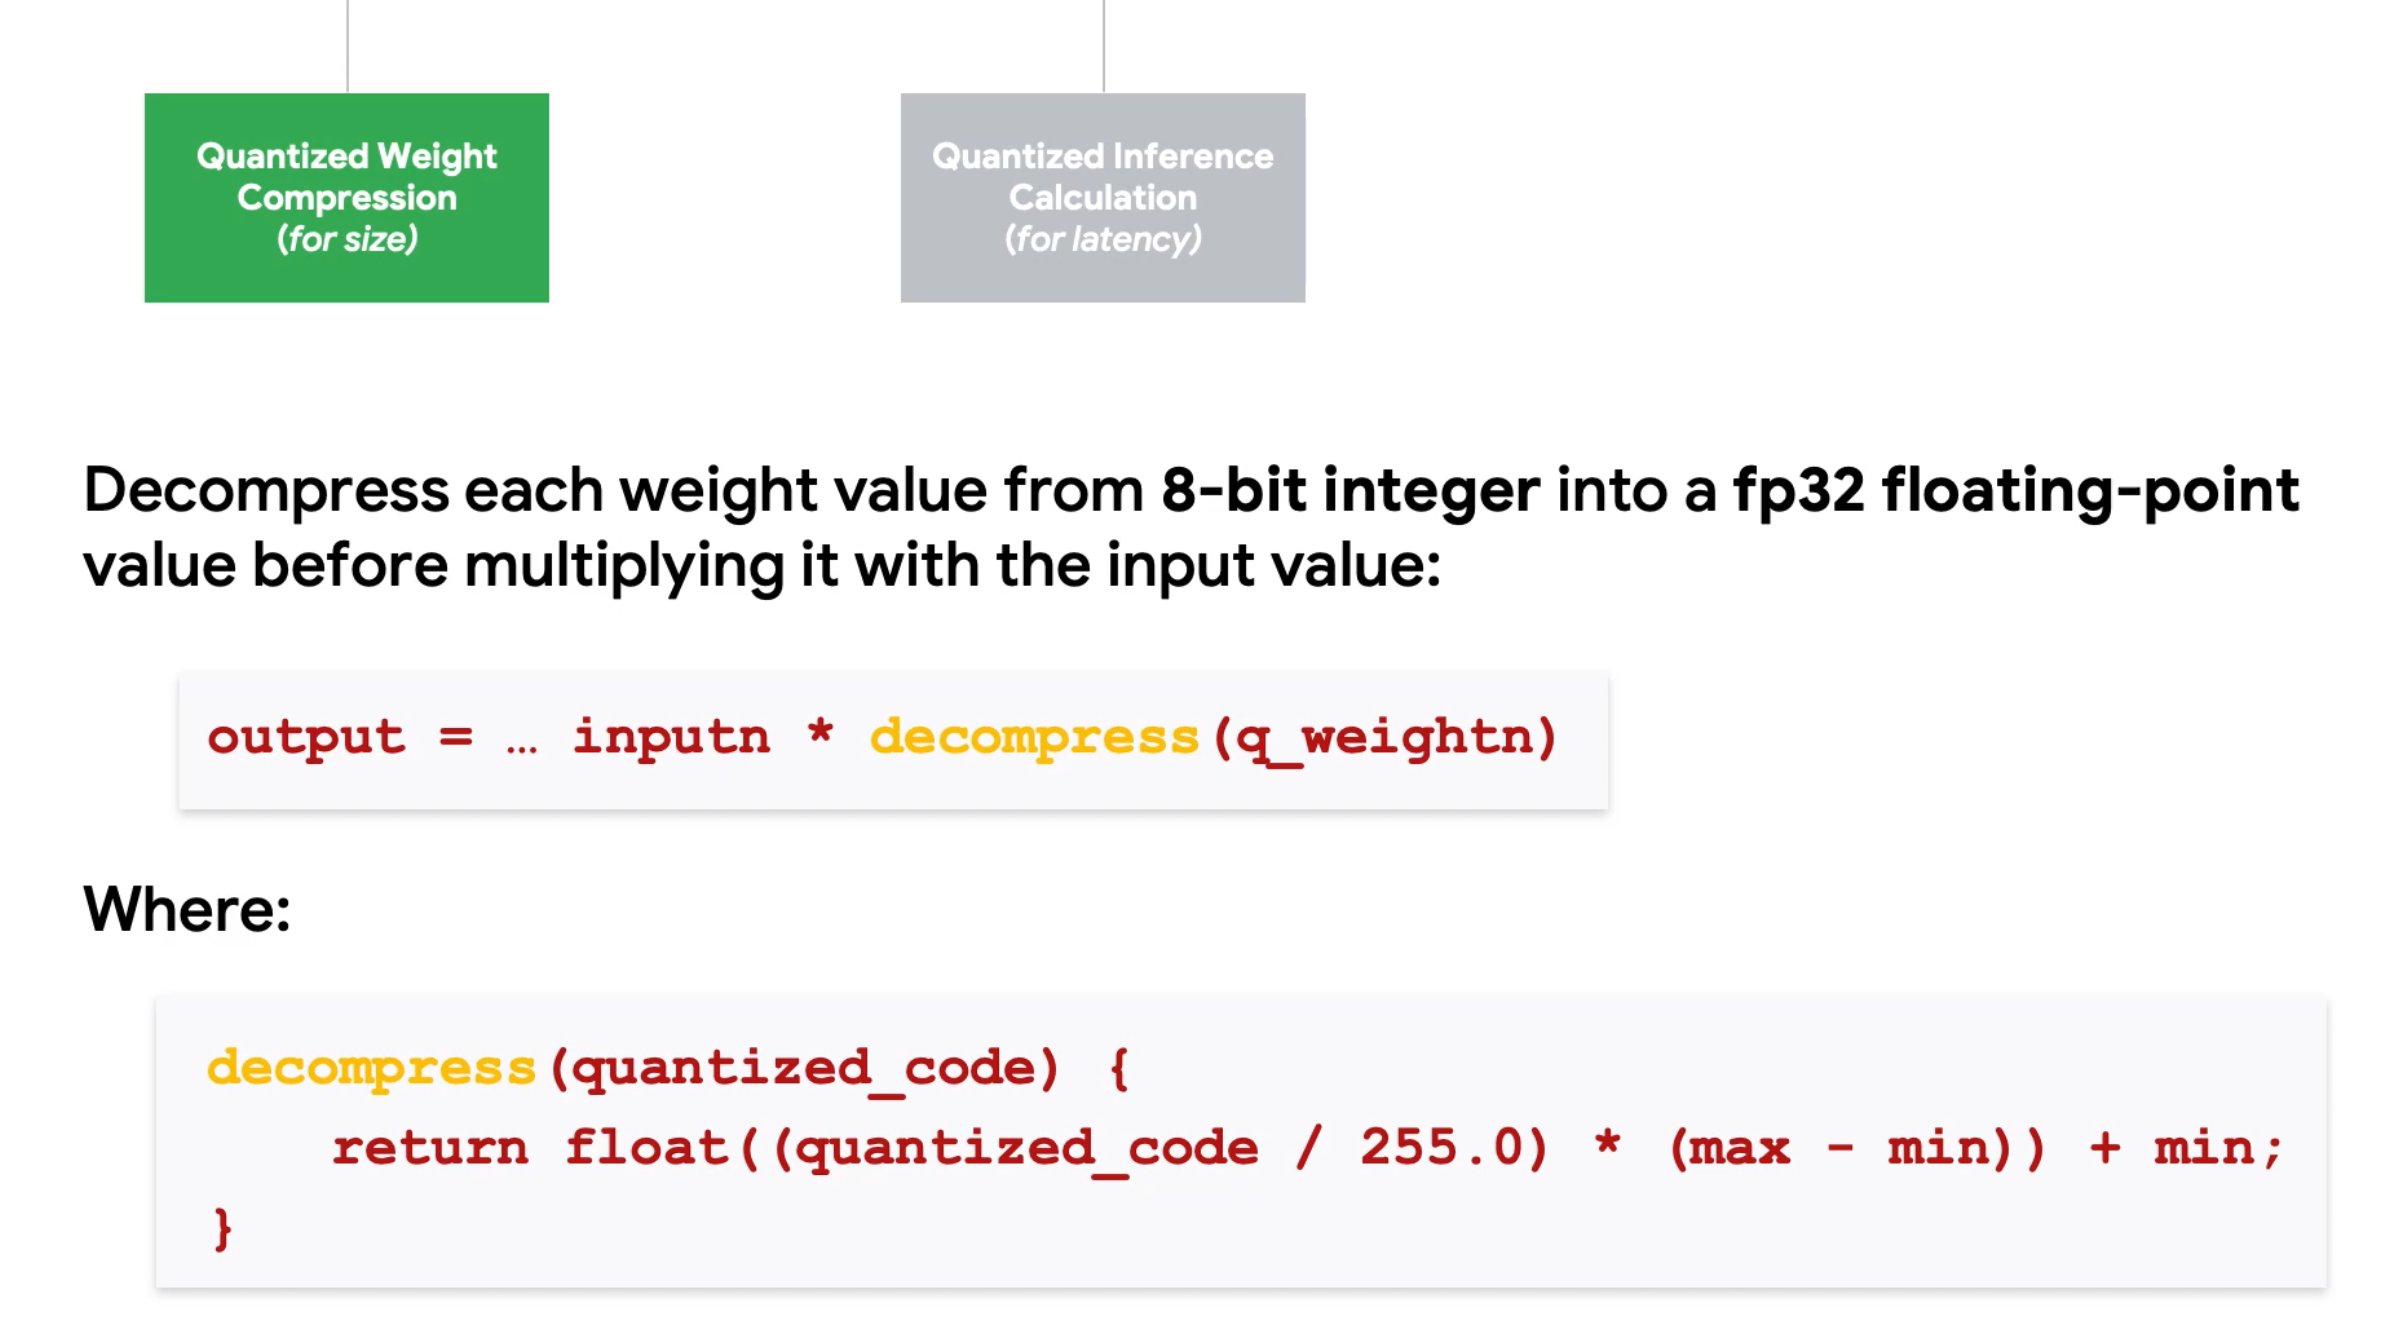 Quantized Weight
Compression
(for size)
Quantized Inference
Calculation
(for latency)
Decompress each weight value from 8-bit integer into a fp32 floating-point
value before multiplying it with the input value:
output = … inputn * decompress(q_weightn)
Where:
decompress(quantized_code) {
return float((quantized_code / 255.0) * (max - min)) + min;
}